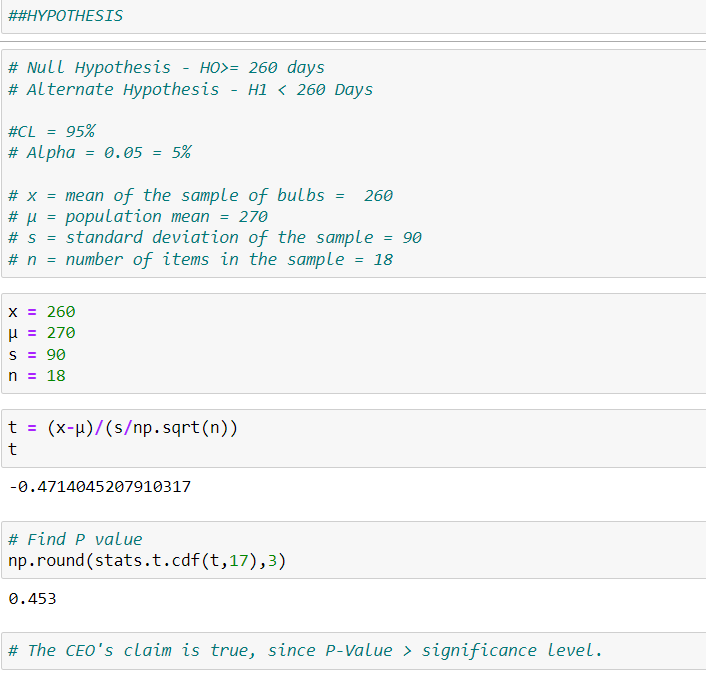 ##HYPOTHESIS
# Null Hypothesis - HO>= 260 days
# Alternate Hypothesis - H1 < 260 Days
#CL = 95%
# Alpha = 0.05 = 5%
# x = mean of the sample of bulbs =  260
# μ = population mean = 270
# s = standard deviation of the sample = 90
# n = number of items in the sample = 18
x = 260
μ = 270
s = 90
n = 18
t = (x-μ)/(s/np.sqrt(n))
t
-0.4714045207910317
# Find P value
np.round(stats.t.cdf(t,17),3)
0.453
# The CEO's claim is true, since P-Value > significance level.